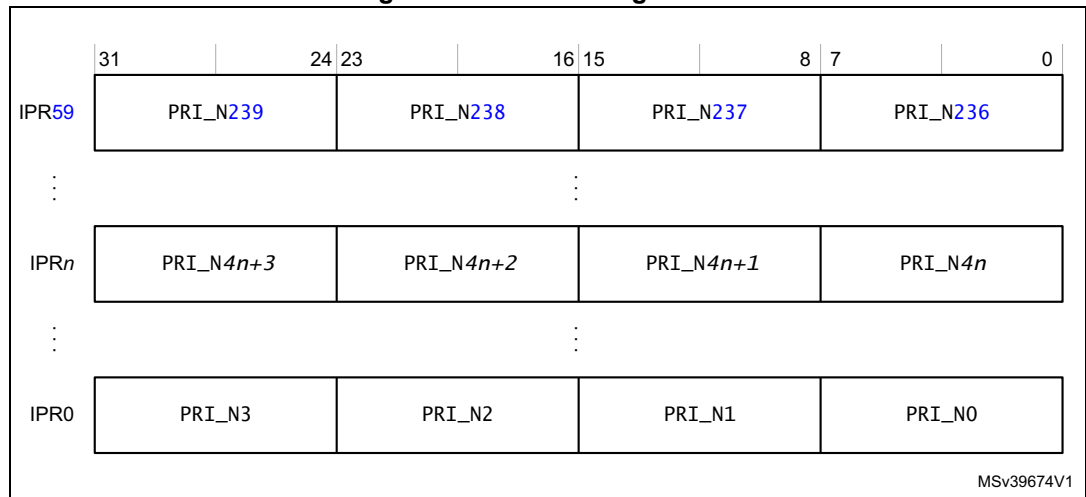 31 24 23 16 15 8 7 0
IPR59 PRI_N239 PRI_N238 PRI_N237 PRI_N236
IPRn PRI_N4n+3 PRI_N4n+2 PRI_N4n+1 PRI_N4n
IPR0 PRI_N3 PRI_N2 PRI_N1 PRI_N0
MSv39674V1